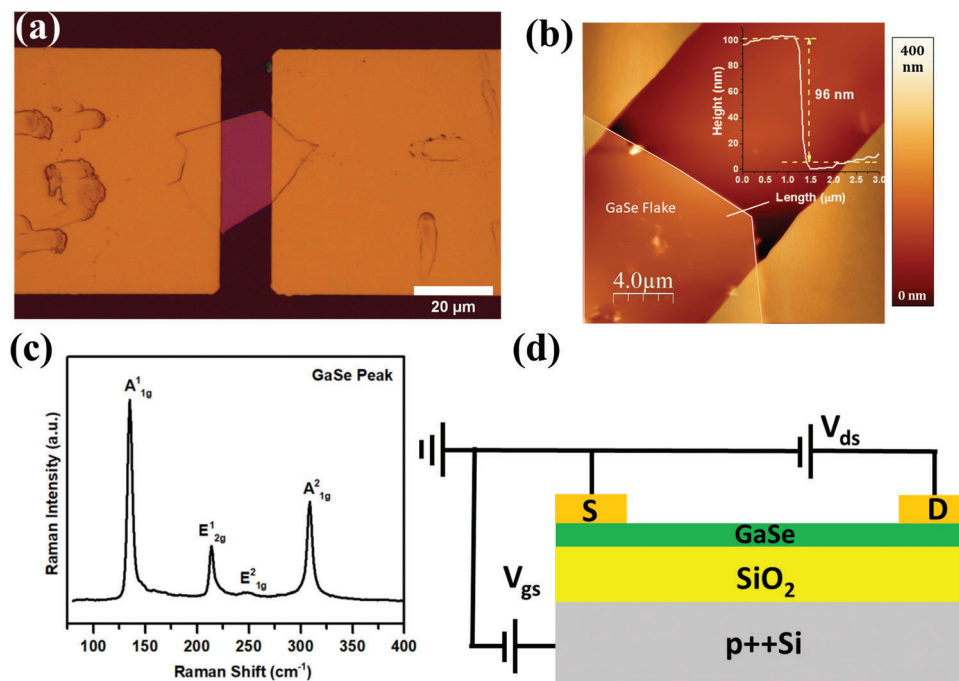 (a)
20 µm
(b)
Height (nm)
100
80
60
40
20
0
96 nm
0.0 0.5 1.0 1.5 2.0 2.5 3.0
Length (µm)
GaSe Flake
4.0µm
400
nm
0 nm
(c)
GaSe Peak
A¹₁g
E¹₂g
E²₁g
A²₁g
Raman Intensity (a.u.)
100 150 200 250 300 350 400
Raman Shift (cm⁻¹)
(d)
Vds
S
D
GaSe
Vgs
SiO₂
p++Si